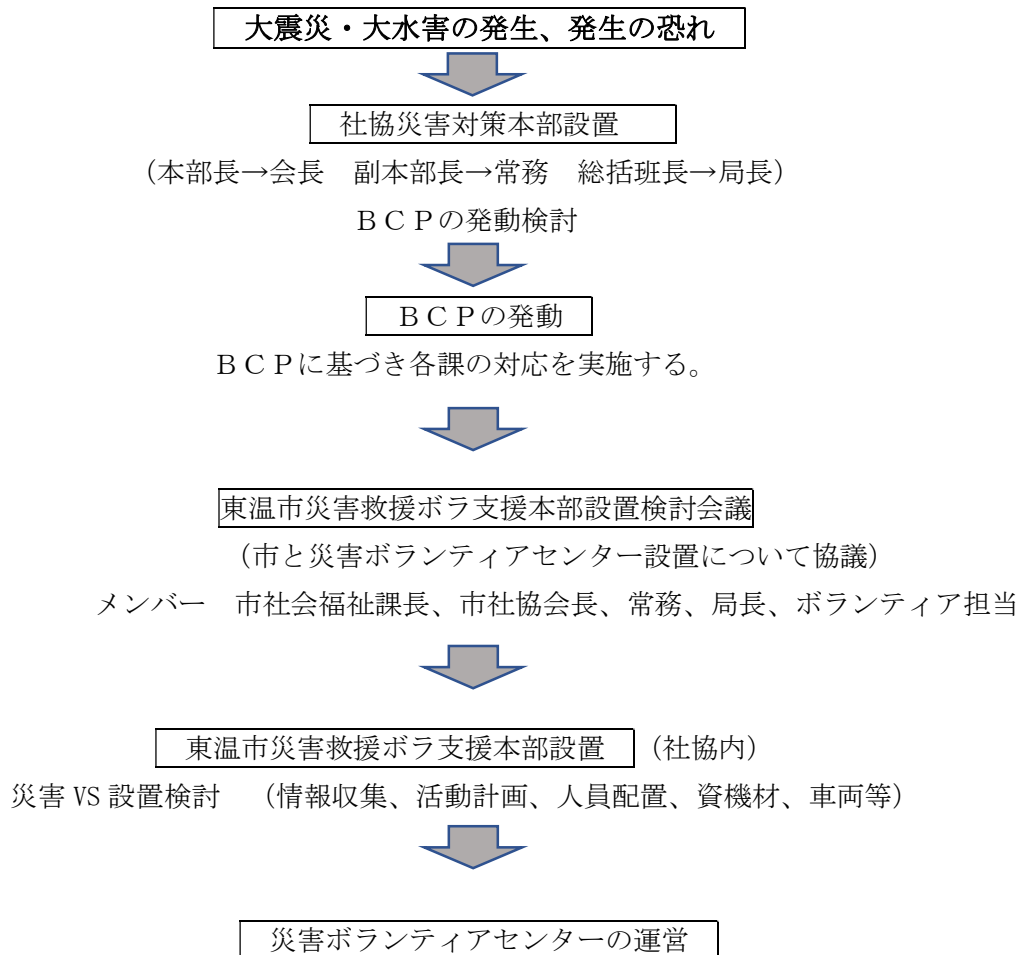 大震災・大水害の発生、発生の恐れ
社協災害対策本部設置
（本部長→会長　副本部長→常務　総括班長→局長）
ＢＣＰの発動検討
ＢＣＰの発動
ＢＣＰに基づき各課の対応を実施する。
東温市災害救援ボラ支援本部設置検討会議
（市と災害ボランティアセンター設置について協議）
メンバー　市社会福祉課長、市社協会長、常務、局長、ボランティア担当
東温市災害救援ボラ支援本部設置　（社協内）
災害 VS 設置検討　（情報収集、活動計画、人員配置、資機材、車両等）
災害ボランティアセンターの運営